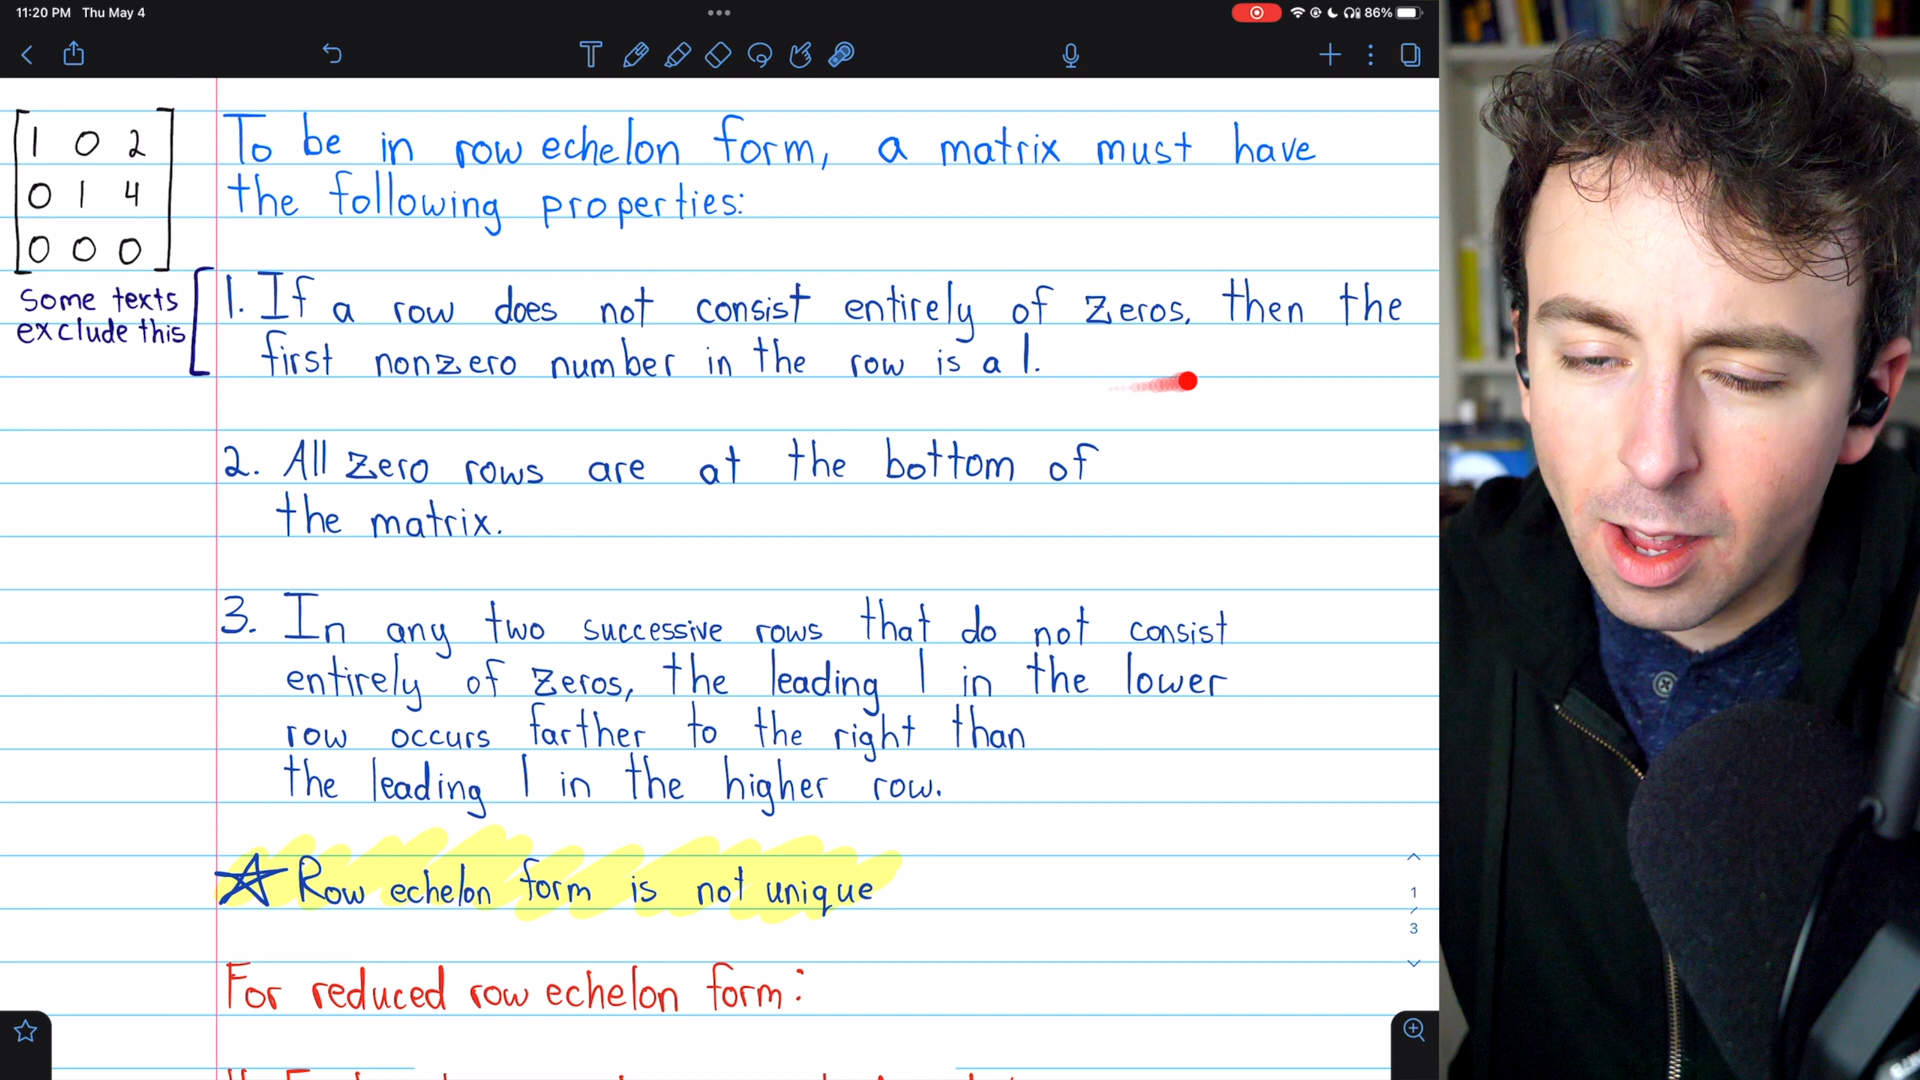 11:20 PM Thu May 4
86%
1 0 2
0 1 4
0 0 0
To be in row echelon form, a matrix must have
the following properties:
Some texts
exclude this
1. If a row does not consist entirely of zeros, then the
first nonzero number in the row is a 1.
2. All zero rows are at the bottom of
the matrix.
3. In any two successive rows that do not consist
entirely of zeros, the leading 1 in the lower
row occurs farther to the right than
the leading 1 in the higher row.
Row echelon form is not unique
1
/
3
For reduced row echelon form: